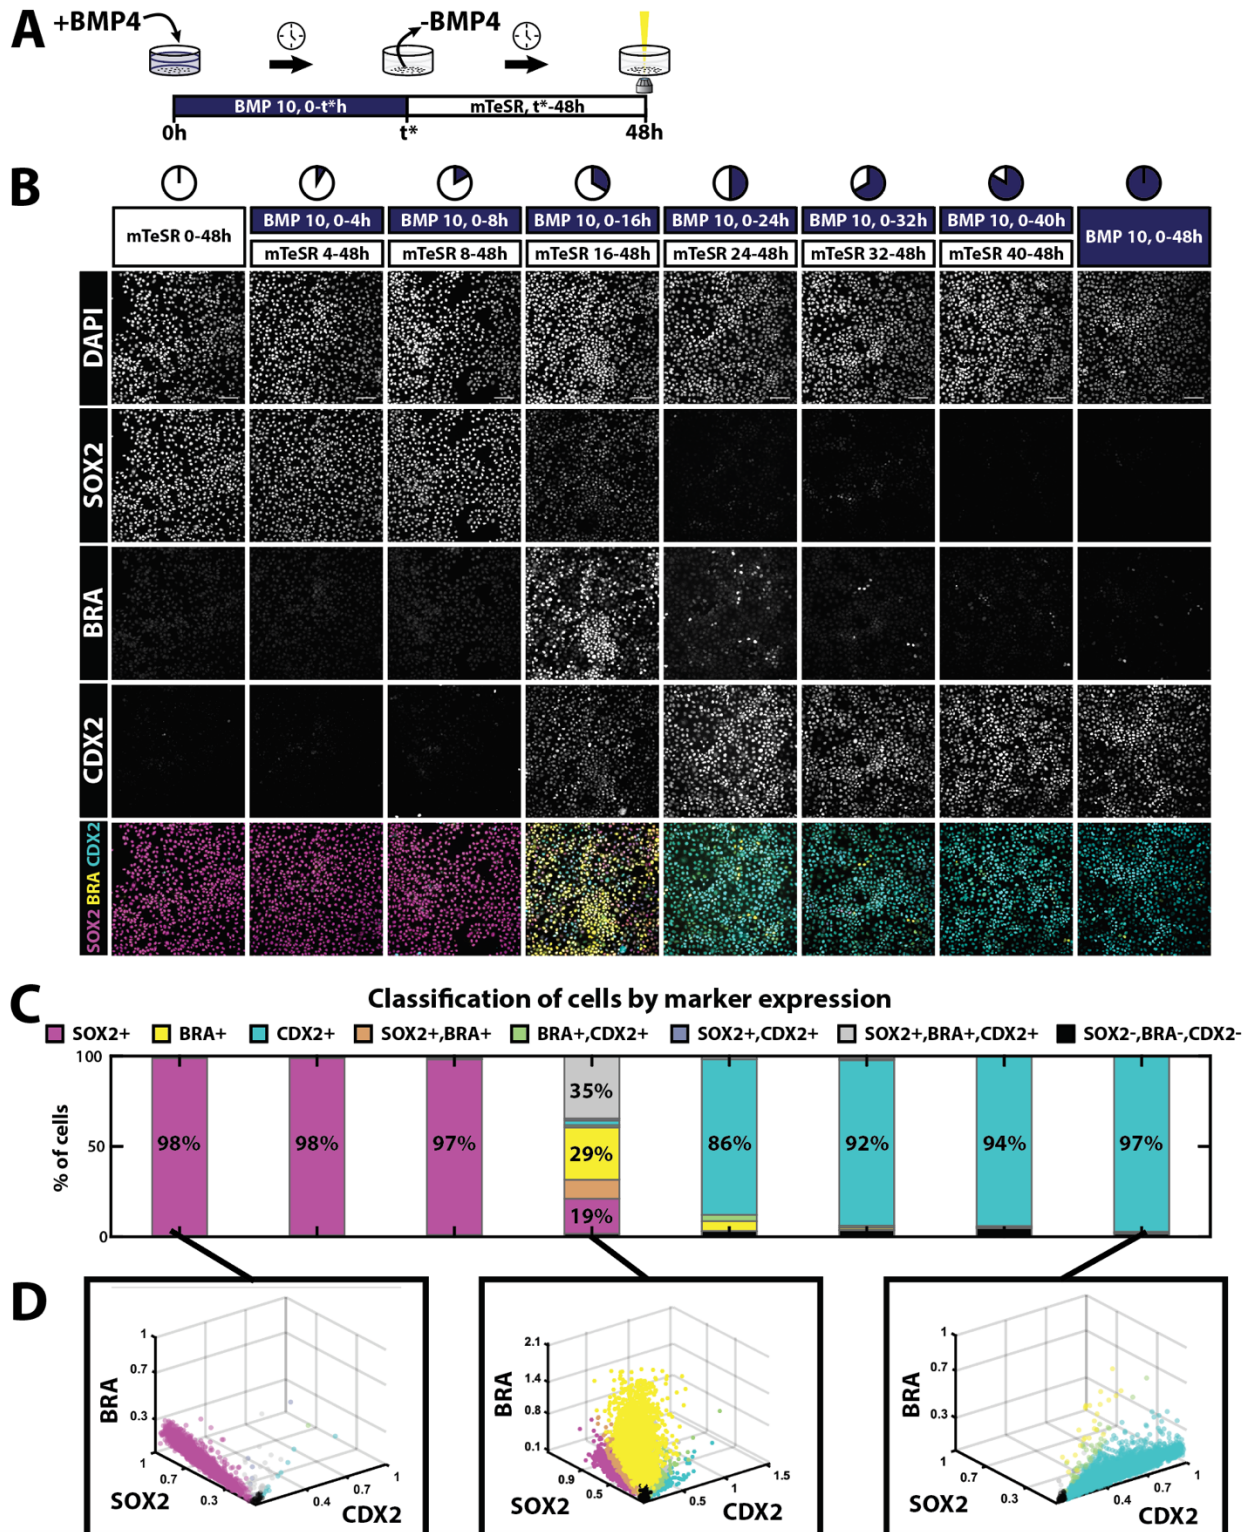 A
+BMP4
-BMP4
BMP 10, 0-t*h
mTeSR, t*-48h
0h
t*
48h
B
mTeSR 0-48h
BMP 10, 0-4h
mTeSR 4-48h
BMP 10, 0-8h
mTeSR 8-48h
BMP 10, 0-16h
mTeSR 16-48h
BMP 10, 0-24h
mTeSR 24-48h
BMP 10, 0-32h
mTeSR 32-48h
BMP 10, 0-40h
mTeSR 40-48h
BMP 10, 0-48h
DAPI
SOX2
BRA
CDX2
SOX2 BRA CDX2
C
Classification of cells by marker expression
SOX2+
BRA+
CDX2+
SOX2+,BRA+
BRA+,CDX2+
SOX2+,CDX2+
SOX2+,BRA+,CDX2+
SOX2-,BRA-,CDX2-
% of cells
100
50
0
98%
98%
97%
35%
29%
19%
86%
92%
94%
97%
D
BRA
1
0.7
0.3
1
0.7
0.3
SOX2
0.4
0.7
1
CDX2
BRA
2.1
1.4
0.8
0.1
0.9
0.5
SOX2
0.5
1
1.5
CDX2
BRA
1
0.7
0.3
1
0.7
0.3
SOX2
0.4
0.7
1
CDX2